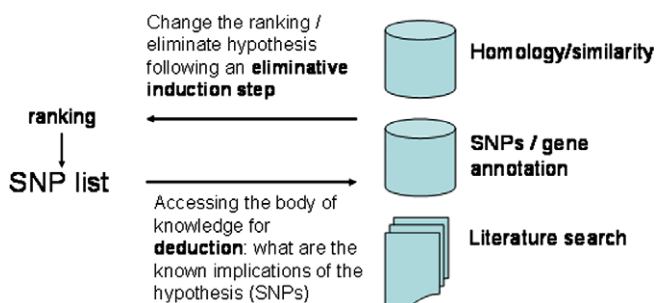 Change the ranking /
eliminate hypothesis
following an eliminative
induction step
Homology/similarity
ranking
SNP list
SNPs / gene
annotation
Accessing the body of
knowledge for
deduction: what are the
known implications of the
hypothesis (SNPs)
Literature search